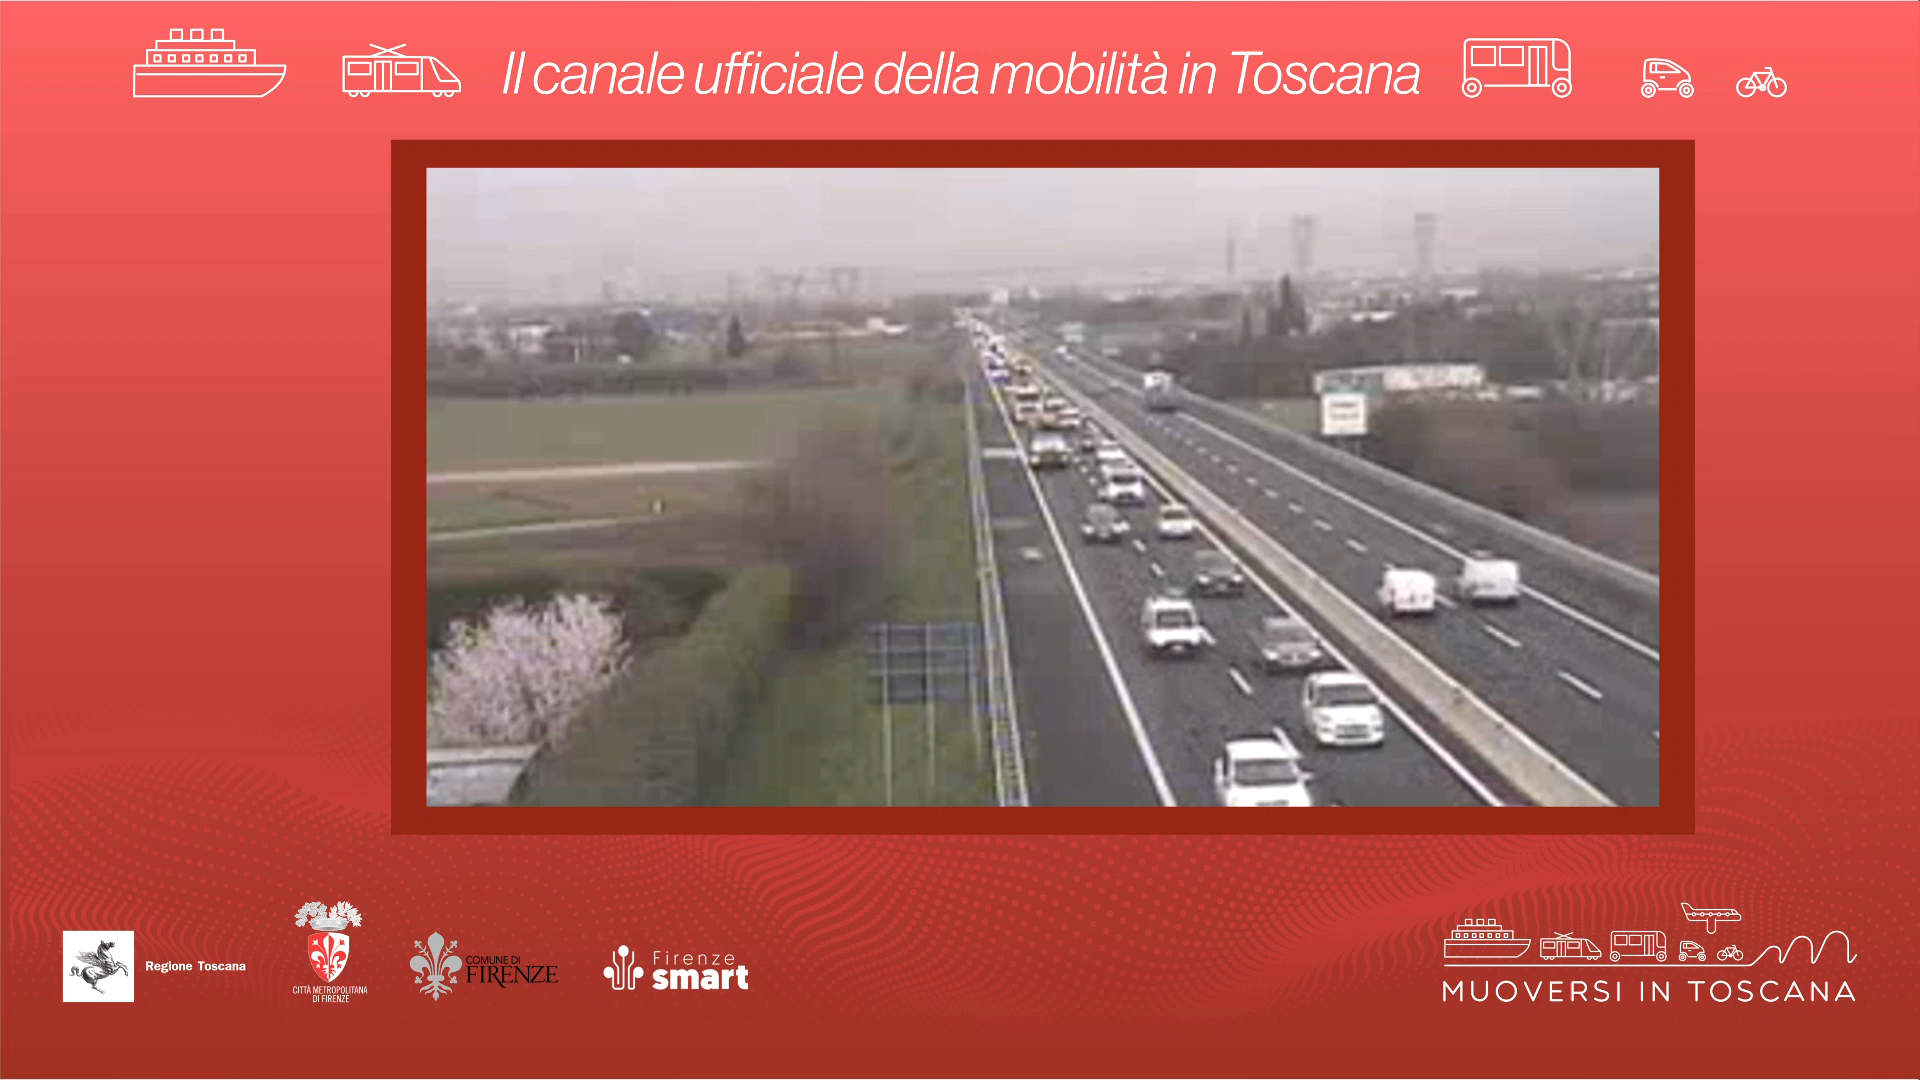 Il canale ufficiale della mobilità in Toscana
Regione Toscana
CITTÀ METROPOLITANA
DI FIRENZE
COMUNE DI
FIRENZE
Firenze
smart
MUOVERSI IN TOSCANA